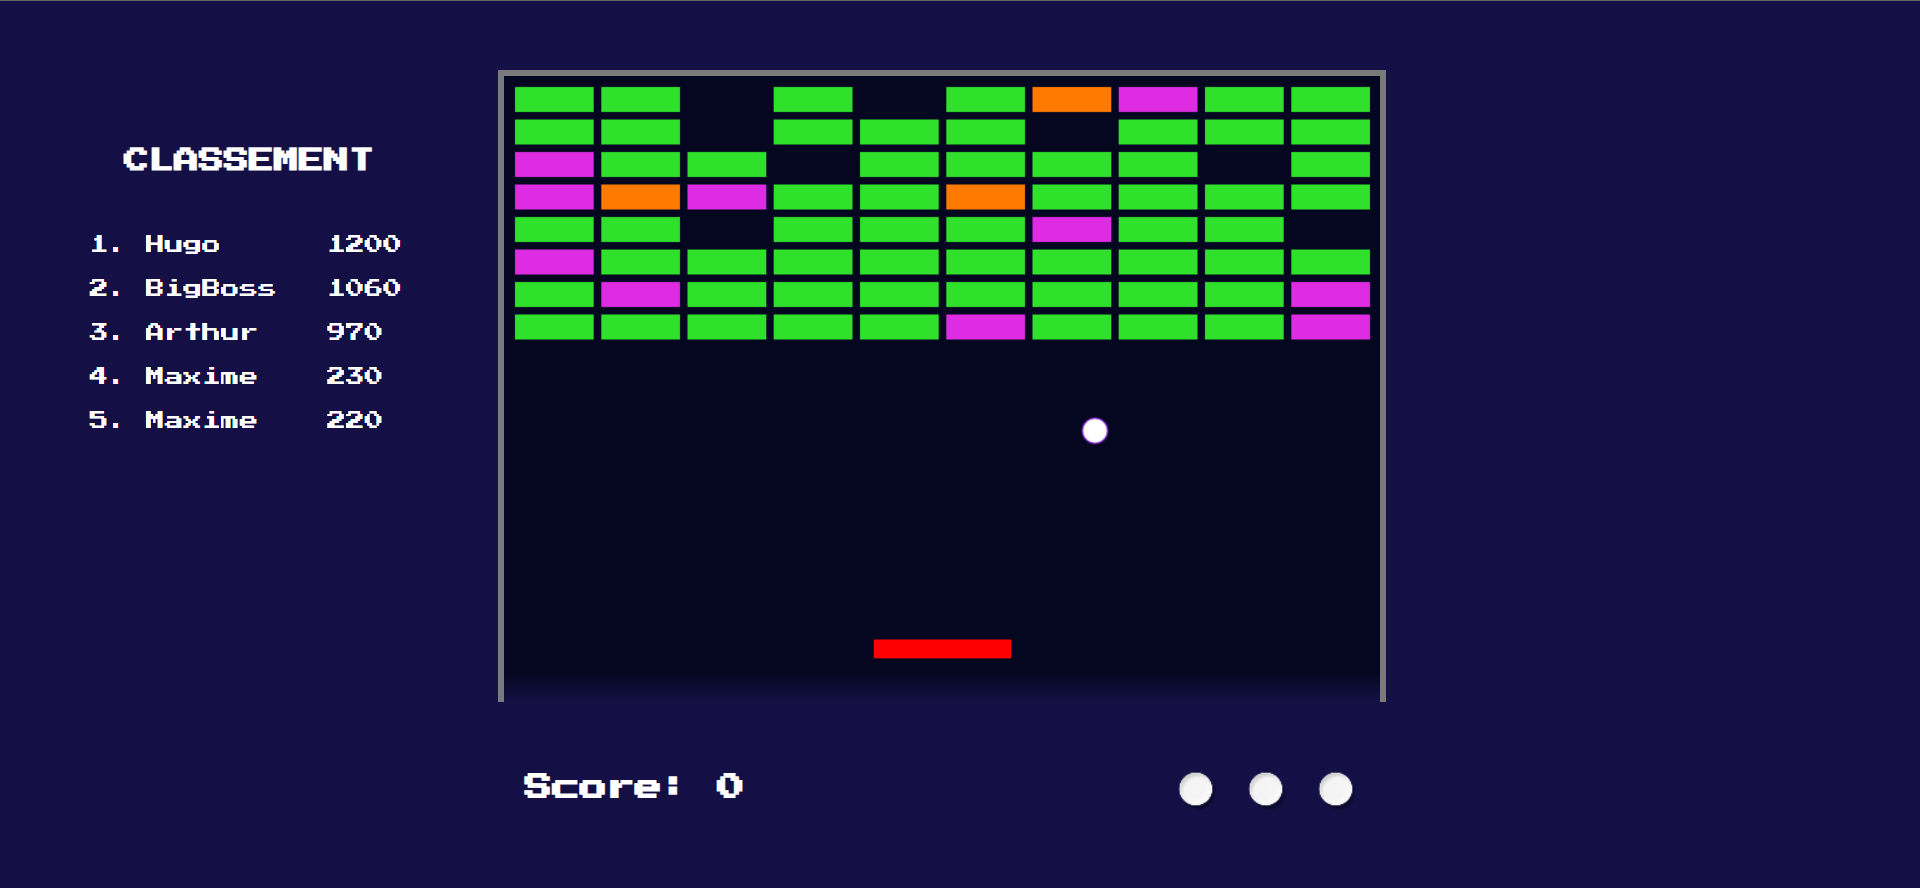 CLASSEMENT
1. Hugo 1200
2. BigBoss 1060
3. Arthur 970
4. Maxime 230
5. Maxime 220
Score: 0